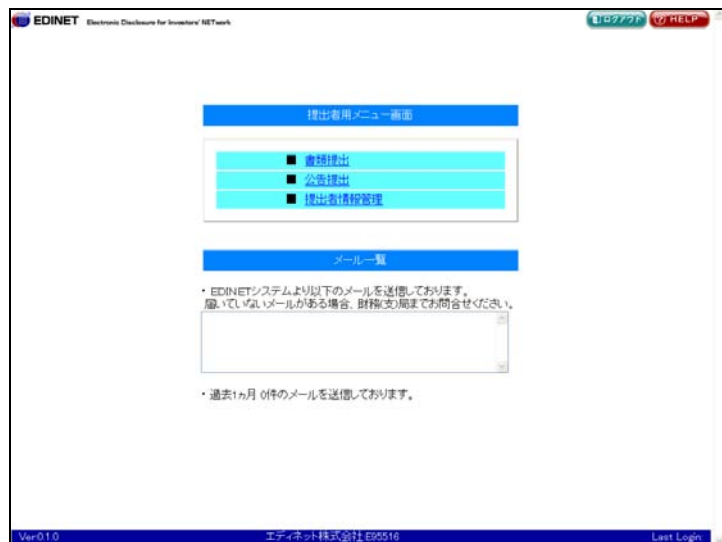 EDINET Electronic Disclosure for Investors' NETwork
ログアウト HELP
提出者用メニュー画面
■ 書類提出
■ 公告提出
■ 提出者情報管理
メール一覧
・EDINETシステムより以下のメールを送信しております。
届いていないメールがある場合、財務(支)局までお問合せください。
・過去1ヵ月 0件のメールを送信しております。
Ver0.1.0 エディネット株式会社 E95516 Last Login: